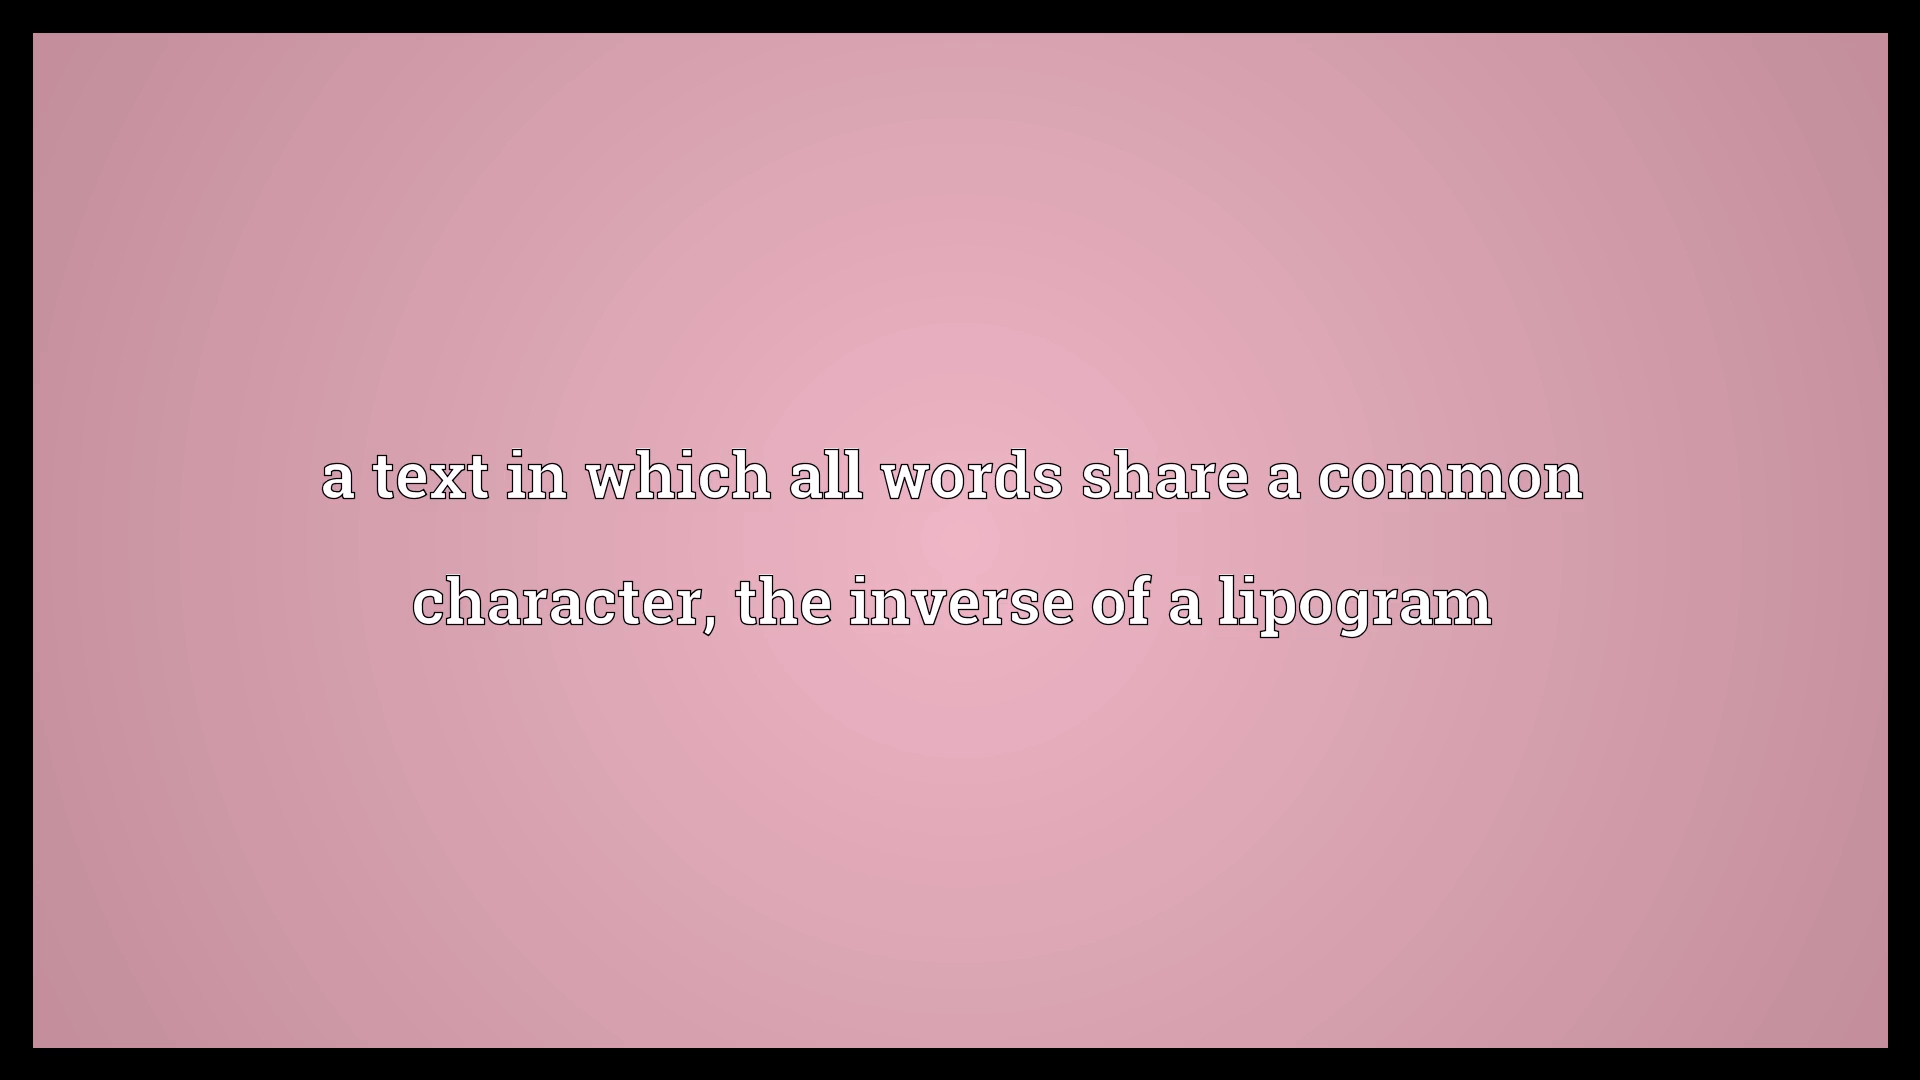 a text in which all words share a common
character, the inverse of a lipogram